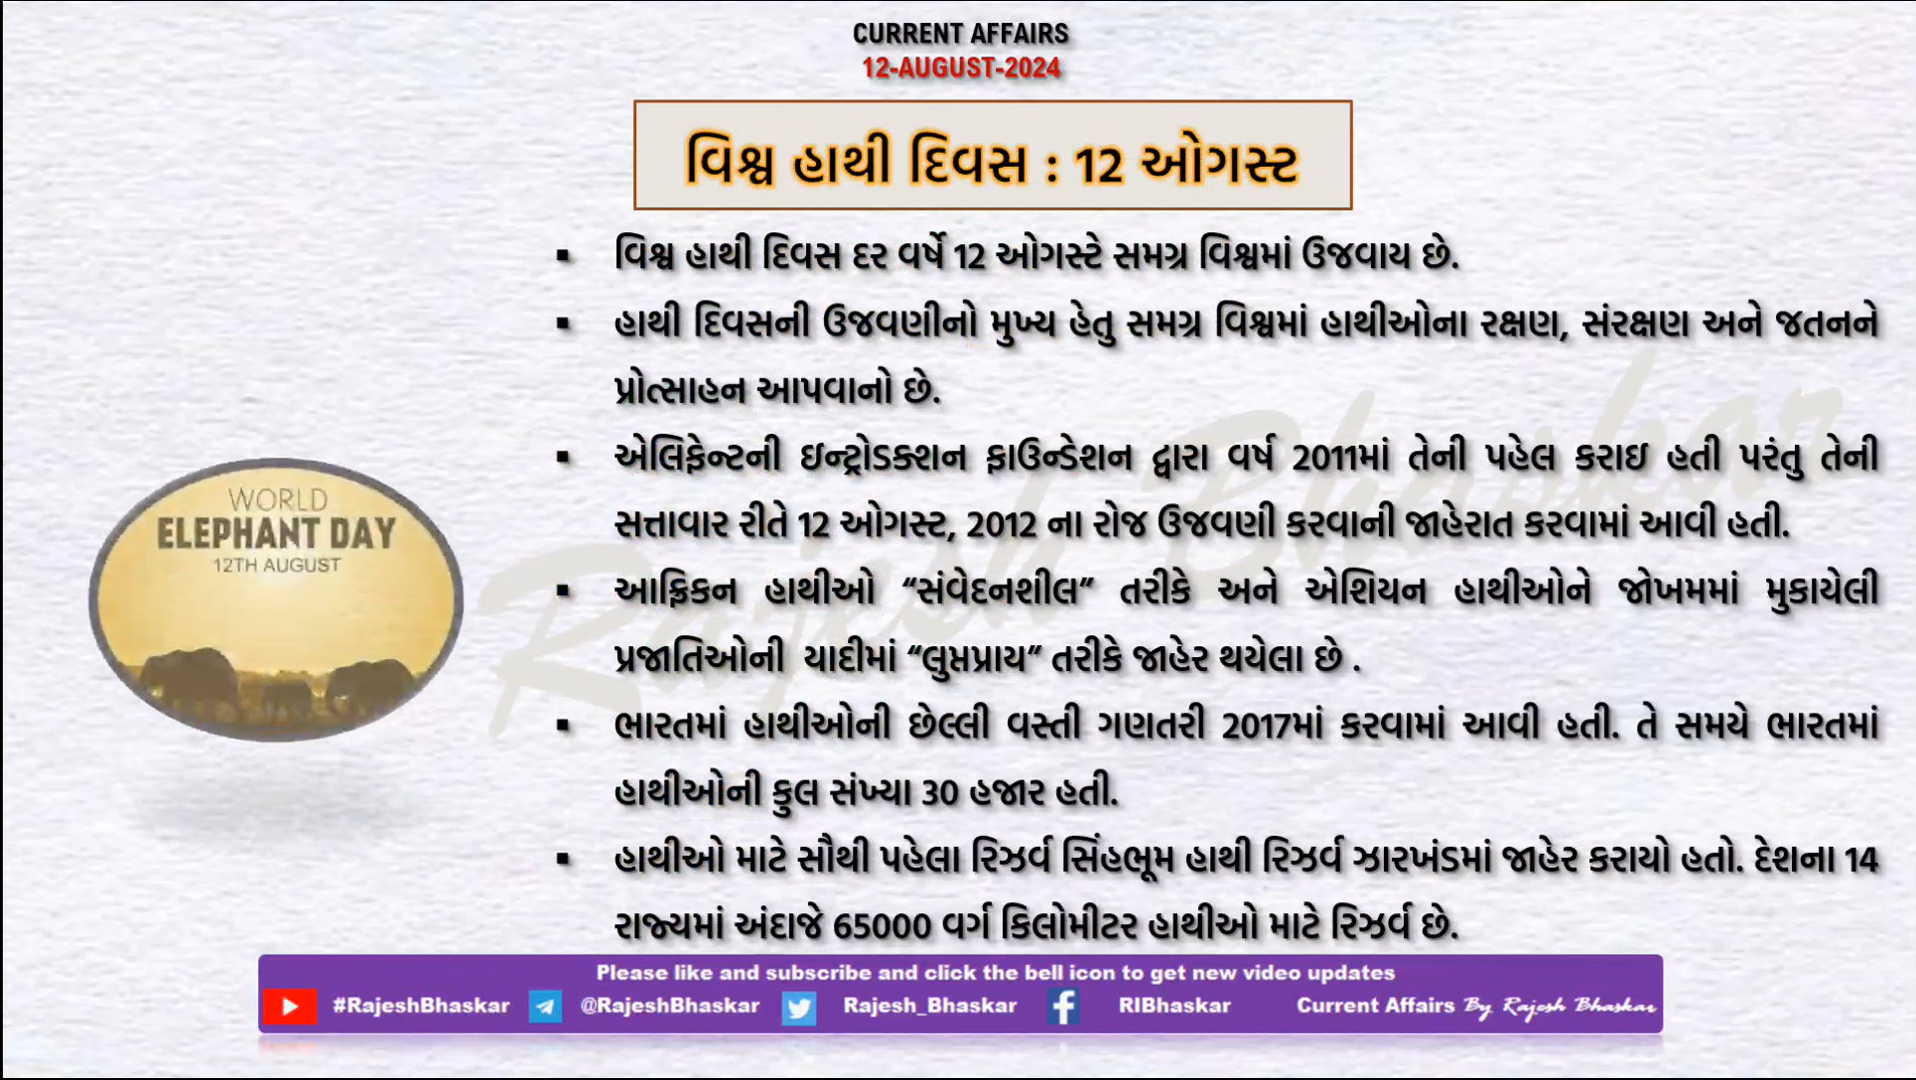 CURRENT AFFAIRS
12-AUGUST-2024
વિશ્વ હાથી દિવસ : 12 ઓગસ્ટ
▪ વિશ્વ હાથી દિવસ દર વર્ષે 12 ઓગસ્ટે સમગ્ર વિશ્વમાં ઉજવાય છે.
▪ હાથી દિવસની ઉજવણીનો મુખ્ય હેતુ સમગ્ર વિશ્વમાં હાથીઓના રક્ષણ, સંરક્ષણ અને જતનને
પ્રોત્સાહન આપવાનો છે.
▪ એલિફેન્ટની ઇન્ટ્રોડક્શન ફાઉન્ડેશન દ્વારા વર્ષ 2011માં તેની પહેલ કરાઇ હતી પરંતુ તેની
સત્તાવાર રીતે 12 ઓગસ્ટ, 2012 ના રોજ ઉજવણી કરવાની જાહેરાત કરવામાં આવી હતી.
▪ આફ્રિકન હાથીઓ “સંવેદનશીલ” તરીકે અને એશિયન હાથીઓને જોખમમાં મુકાયેલી
પ્રજાતિઓની યાદીમાં “લુપ્તપ્રાય” તરીકે જાહેર થયેલા છે .
▪ ભારતમાં હાથીઓની છેલ્લી વસ્તી ગણતરી 2017માં કરવામાં આવી હતી. તે સમયે ભારતમાં
હાથીઓની કુલ સંખ્યા 30 હજાર હતી.
▪ હાથીઓ માટે સૌથી પહેલા રિઝર્વ સિંહભૂમ હાથી રિઝર્વ ઝારખંડમાં જાહેર કરાયો હતો. દેશના 14
રાજ્યમાં અંદાજે 65000 વર્ગ કિલોમીટર હાથીઓ માટે રિઝર્વ છે.
WORLD
ELEPHANT DAY
12TH AUGUST
Rajesh Bhaskar
Please like and subscribe and click the bell icon to get new video updates
#RajeshBhaskar @RajeshBhaskar Rajesh_Bhaskar RIBhaskar Current Affairs By Rajesh Bhaskar